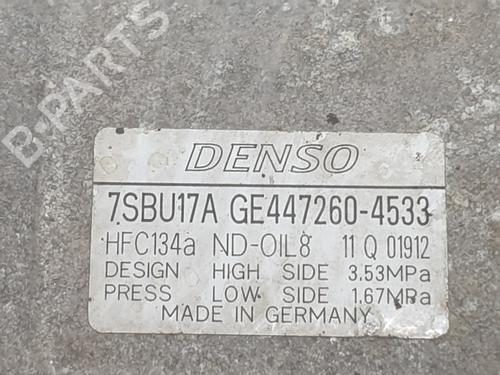 B-PARTS
DENSO
7SBU17A GE447260-4533
HFC134a ND-OIL8 11 Q 01912
DESIGN HIGH SIDE 3.53MPa
PRESS LOW SIDE 1.67MPa
MADE IN GERMANY
B-PARTS